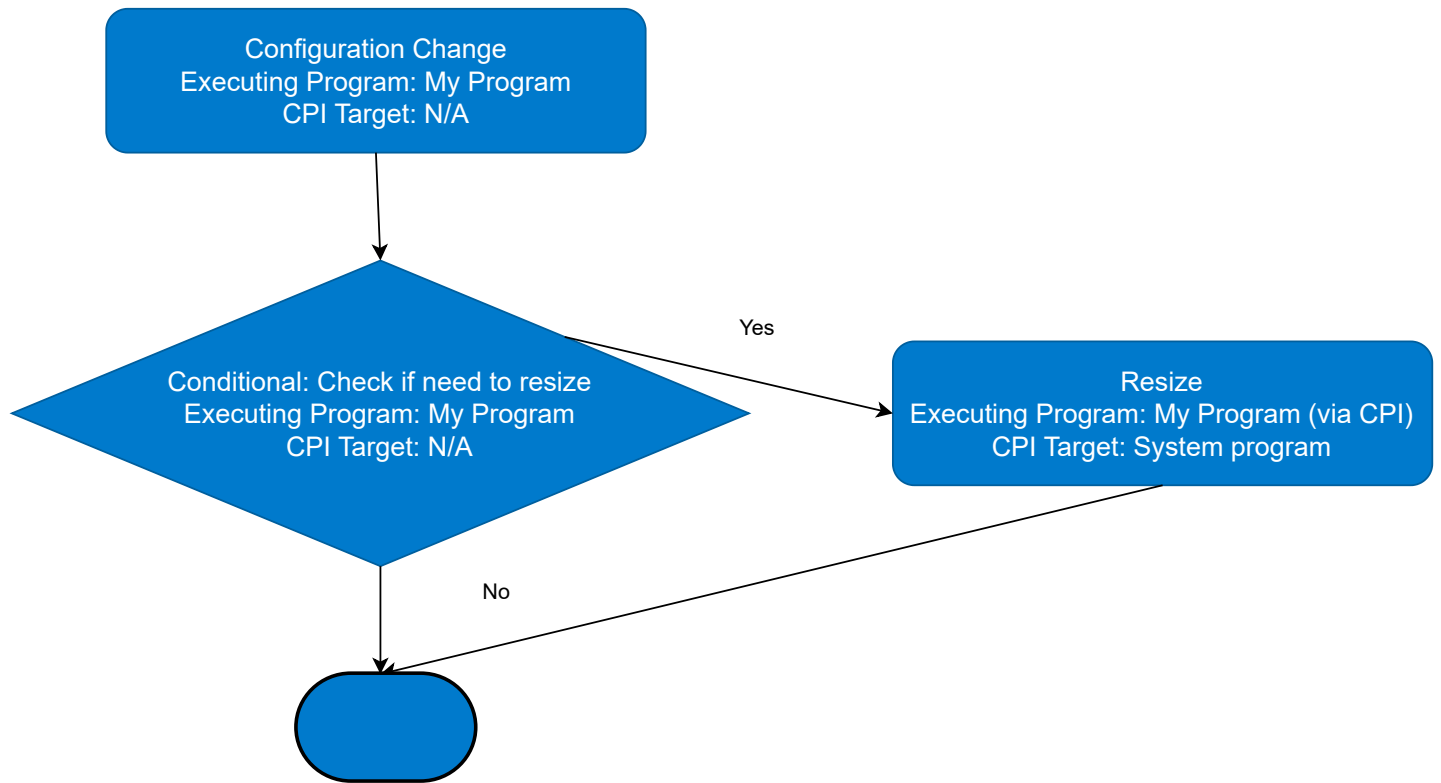 Configuration Change
Executing Program: My Program
CPI Target: N/A
Yes
Conditional: Check if need to resize
Executing Program: My Program
CPI Target: N/A
Resize
Executing Program: My Program (via CPI)
CPI Target: System program
No